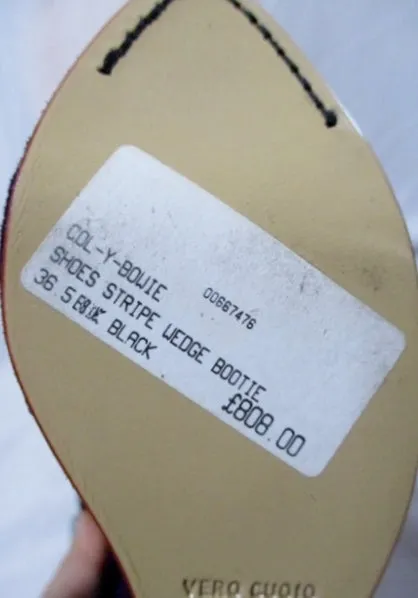 COL-Y-BOWIE 00667476
SHOES STRIPE WEDGE BOOTIE
36.5 BLACK
£808.00
VERO CUOIO